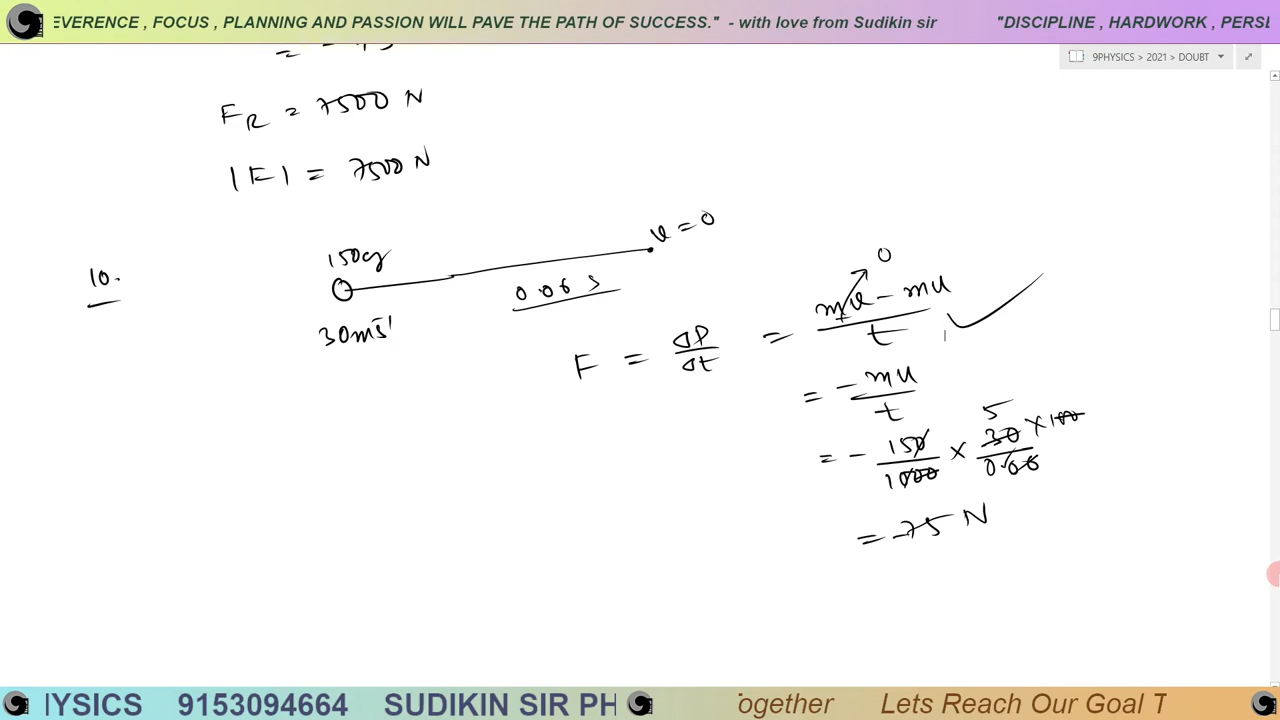 EVERENCE , FOCUS , PLANNING AND PASSION WILL PAVE THE PATH OF SUCCESS." - with love from Sudikin sir "DISCIPLINE , HARDWORK , PERSE
9PHYSICS > 2021 > DOUBT
F_R = 7500 N
|F| = 7500 N
10.
150g
30ms⁻¹
0.06 s
v = 0
F = ΔP/Δt = (mv - mu)/t
0
= -mu/t
= - 150/1000 × 30/0.06 × 100
5
= -75 N
HYSICS 9153094664 SUDIKIN SIR PH
ogether Lets Reach Our Goal T